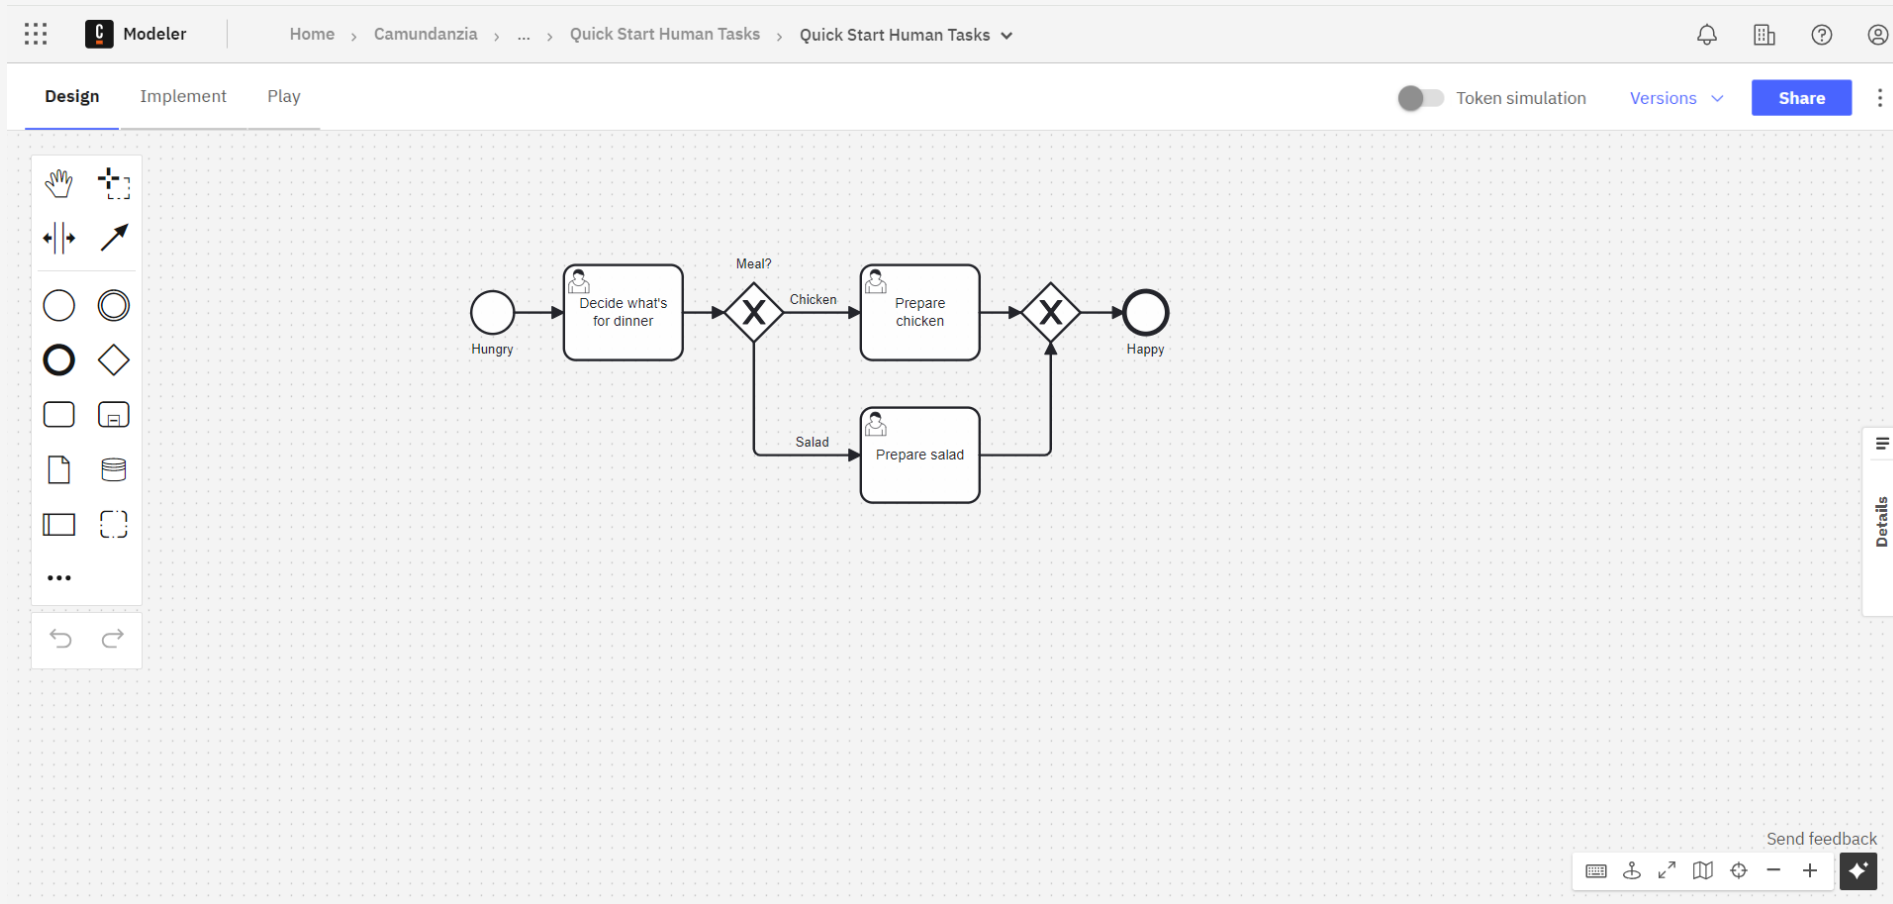 C Modeler Home Camundanzia ... Quick Start Human Tasks Quick Start Human Tasks
Design Implement Play Token simulation Versions Share
Meal?
Decide what's
for dinner
Chicken
Prepare
chicken
Hungry
Happy
Salad
Prepare salad
Details
Send feedback